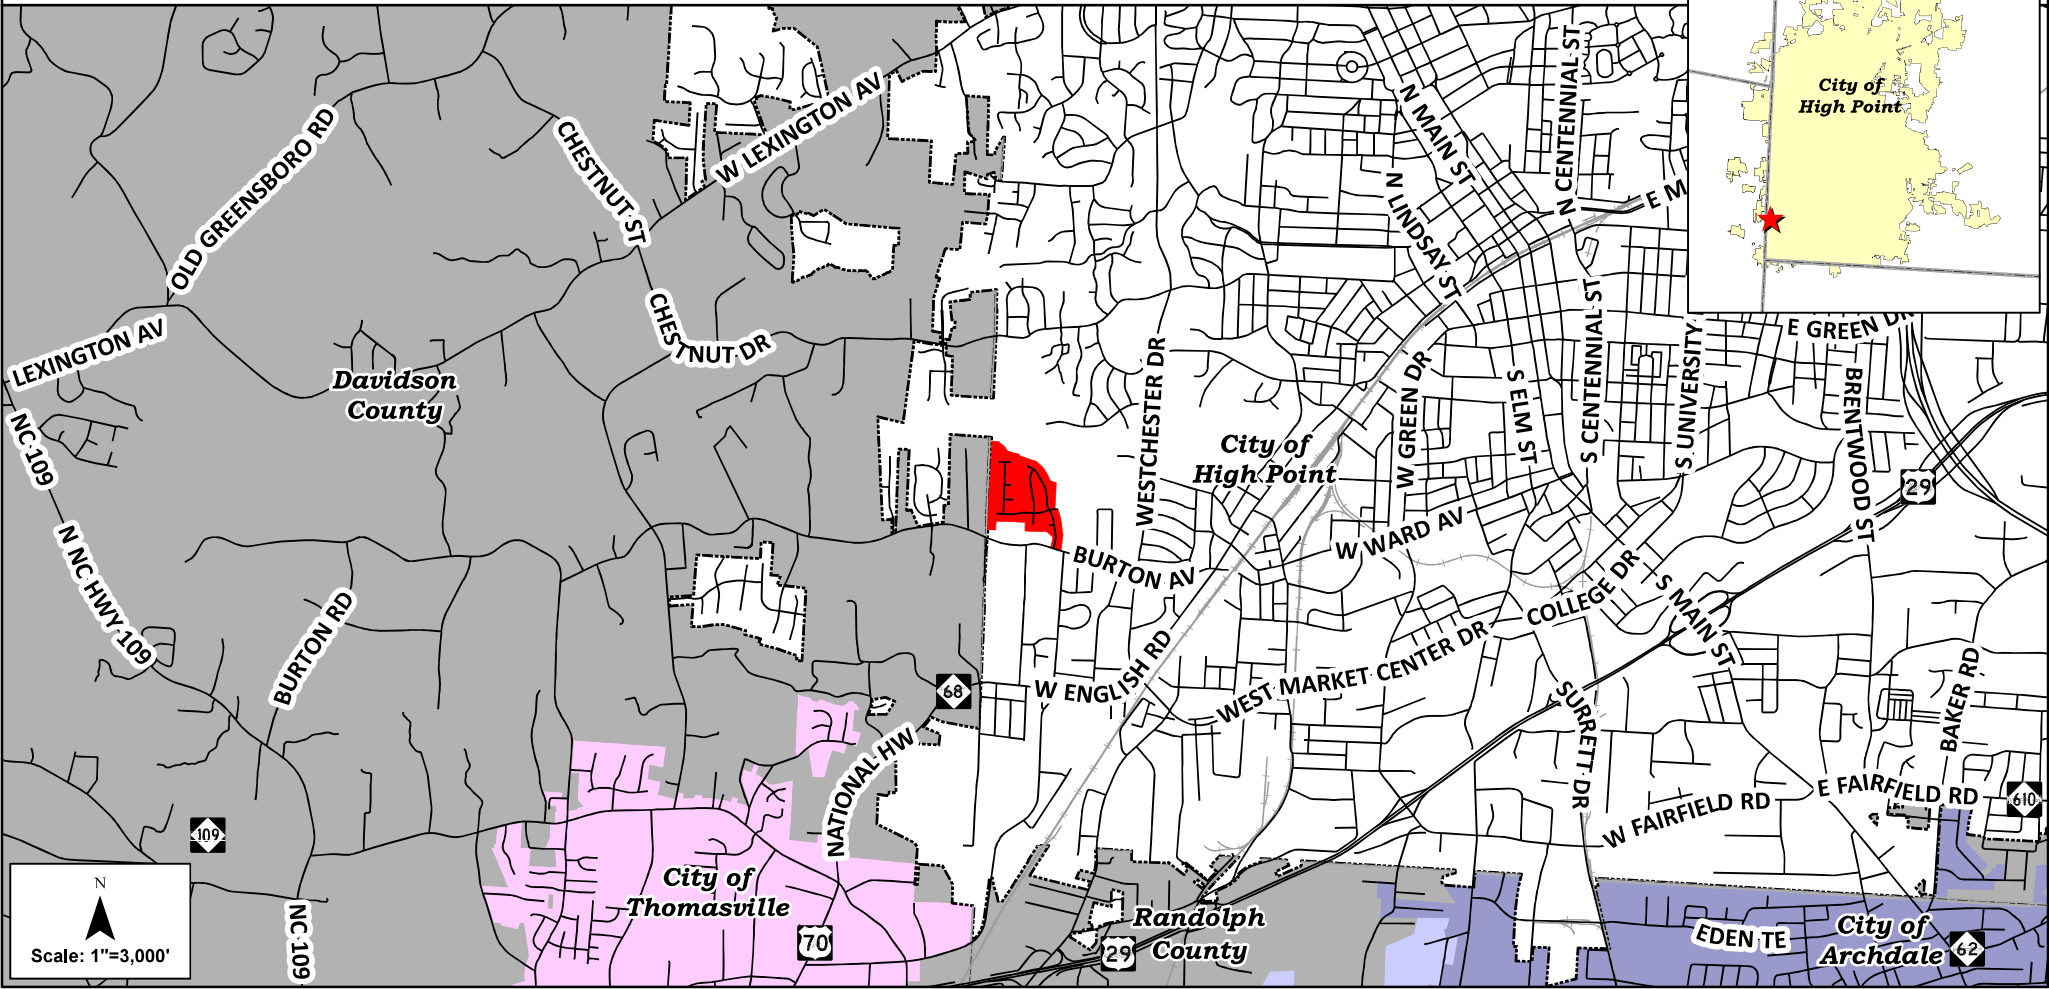 City of
High Point
N CENTENNIAL ST
N MAIN ST
W LEXINGTON AV
OLD GREENSBORO RD
CHESTNUT ST
N LINDSAY ST
E M
LEXINGTON AV
CHESTNUT DR
E GREEN DR
Davidson
County
WESTCHESTER DR
W GREEN DR
S ELM ST
S CENTENNIAL ST
S UNIVERSITY
BRENTWOOD ST
NC 109
City of
High Point
29
N NC HWY 109
BURTON AV
W WARD AV
COLLEGE DR
S MAIN ST
BURTON RD
W ENGLISH RD
WEST MARKET CENTER DR
SURRETT DR
BAKER RD
68
NATIONAL HW
W FAIRFIELD RD
E FAIRFIELD RD
610
109
N
Scale: 1"=3,000'
NC 109
City of
Thomasville
70
29
Randolph
County
EDEN TE
City of
Archdale
62